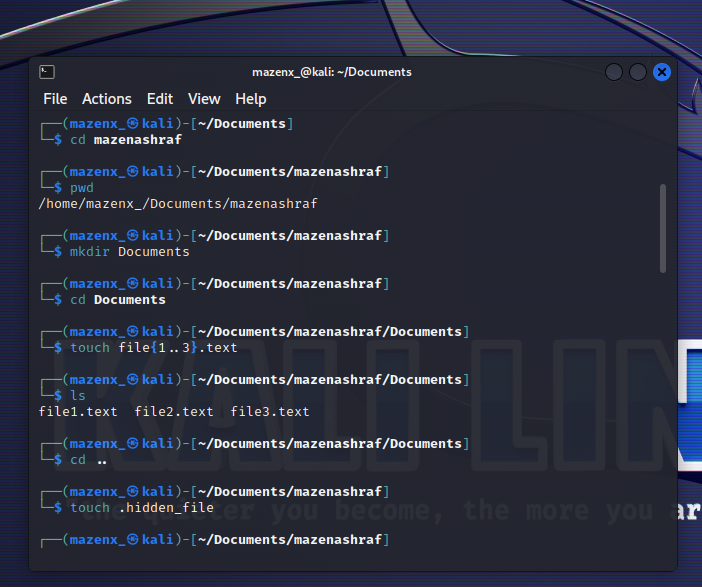 mazenx_@kali: ~/Documents
File Actions Edit View Help
┌──(mazenx_㉿kali)-[~/Documents]
└─$ cd mazenashraf
┌──(mazenx_㉿kali)-[~/Documents/mazenashraf]
└─$ pwd
/home/mazenx_/Documents/mazenashraf
┌──(mazenx_㉿kali)-[~/Documents/mazenashraf]
└─$ mkdir Documents
┌──(mazenx_㉿kali)-[~/Documents/mazenashraf]
└─$ cd Documents
┌──(mazenx_㉿kali)-[~/Documents/mazenashraf/Documents]
└─$ touch file{1..3}.text
┌──(mazenx_㉿kali)-[~/Documents/mazenashraf/Documents]
└─$ ls
file1.text  file2.text  file3.text
┌──(mazenx_㉿kali)-[~/Documents/mazenashraf/Documents]
└─$ cd ..
┌──(mazenx_㉿kali)-[~/Documents/mazenashraf]
└─$ touch .hidden_file
┌──(mazenx_㉿kali)-[~/Documents/mazenashraf]
KALI LIN
"the quieter you become, the more you ar